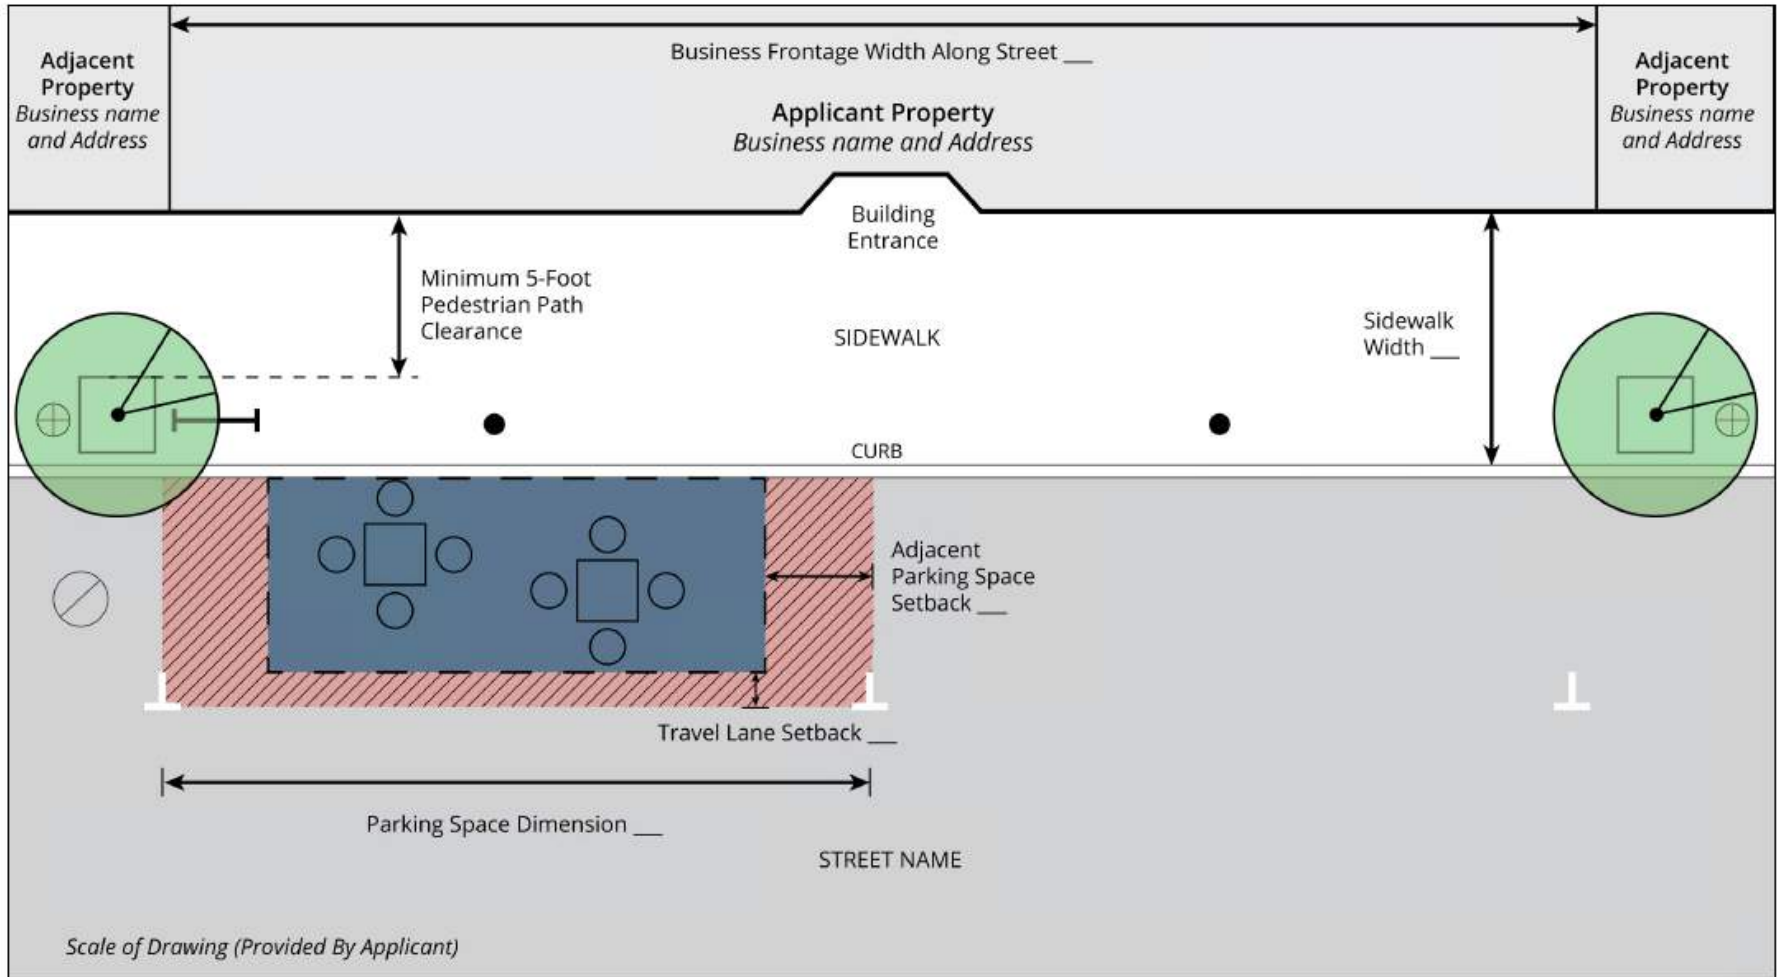 Business Frontage Width Along Street ___
Adjacent
Property
Business name
and Address
Applicant Property
Business name and Address
Adjacent
Property
Business name
and Address
Building
Entrance
Minimum 5-Foot
Pedestrian Path
Clearance
SIDEWALK
Sidewalk
Width ___
CURB
Adjacent
Parking Space
Setback ___
Travel Lane Setback ___
Parking Space Dimension ___
STREET NAME
Scale of Drawing (Provided By Applicant)